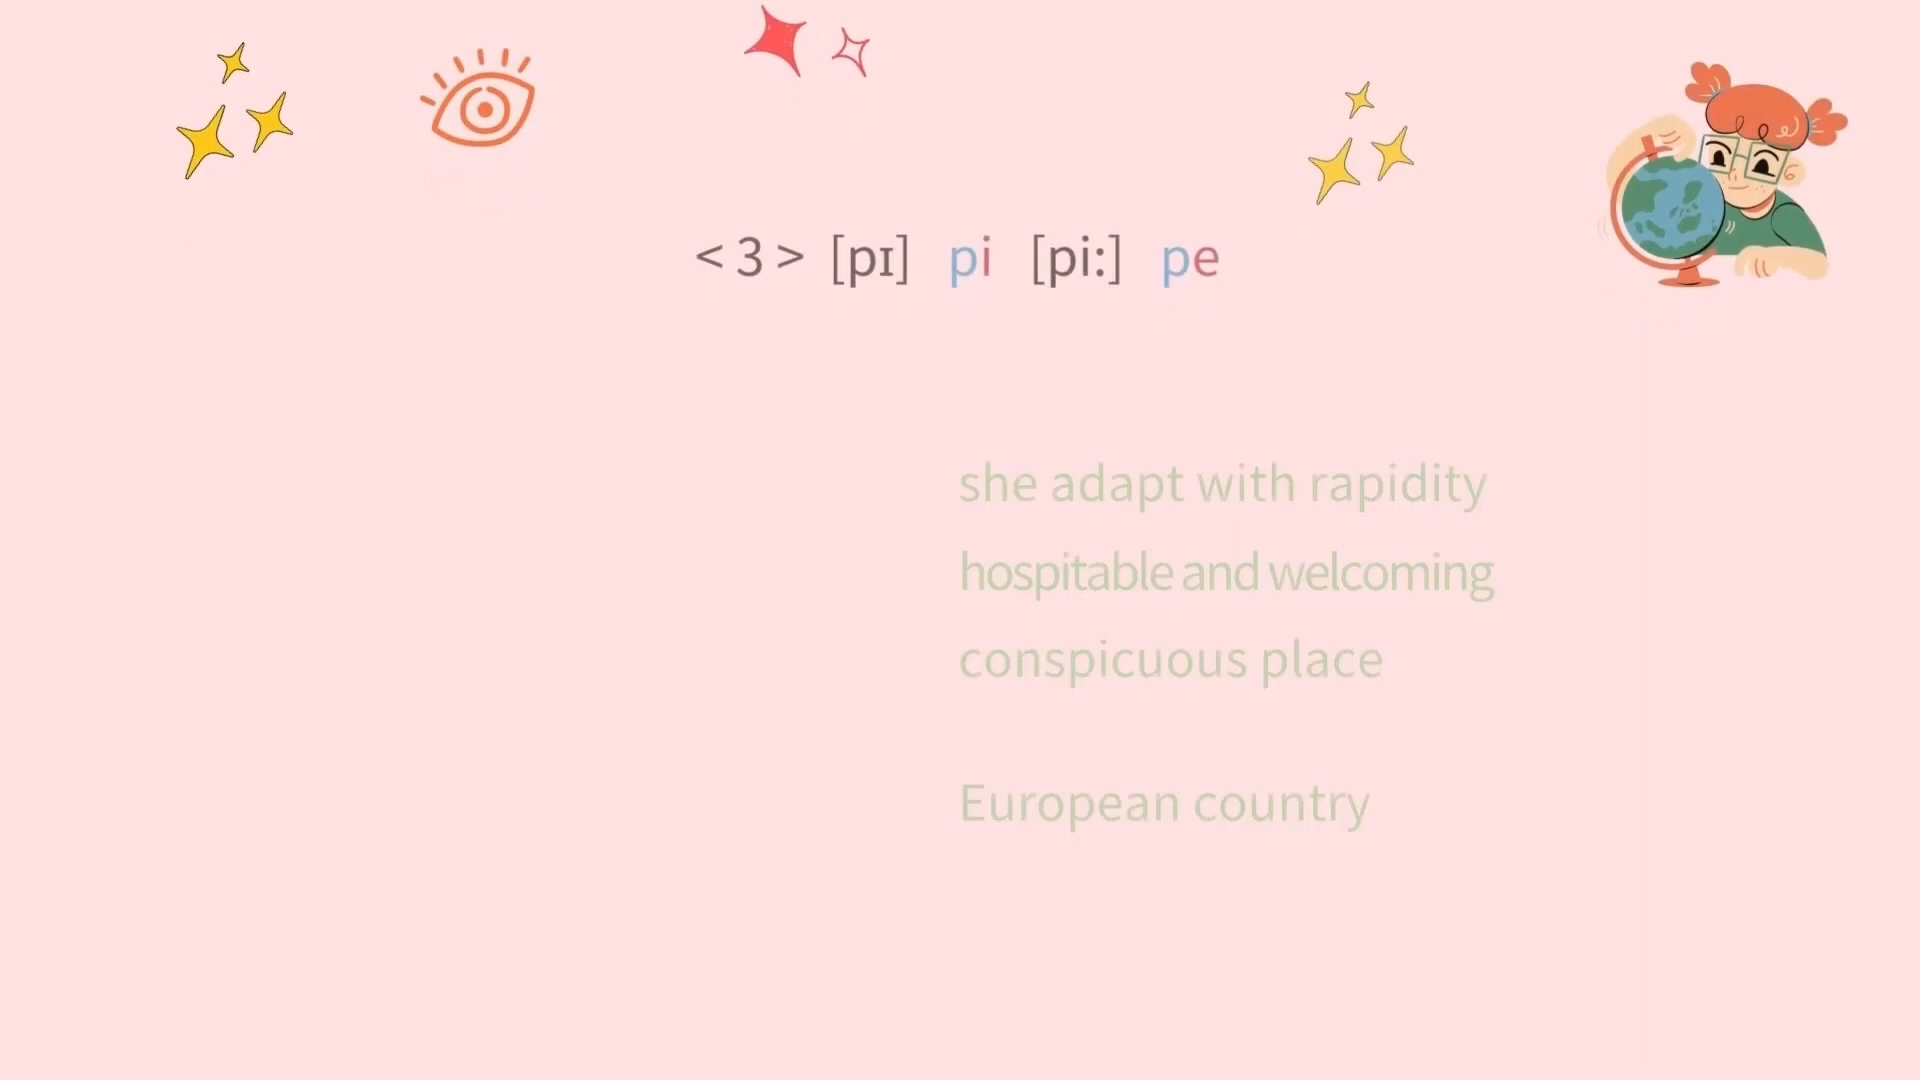 < 3 > [pɪ] pi [pi:] pe
she adapt with rapidity
hospitable and welcoming
conspicuous place
European country